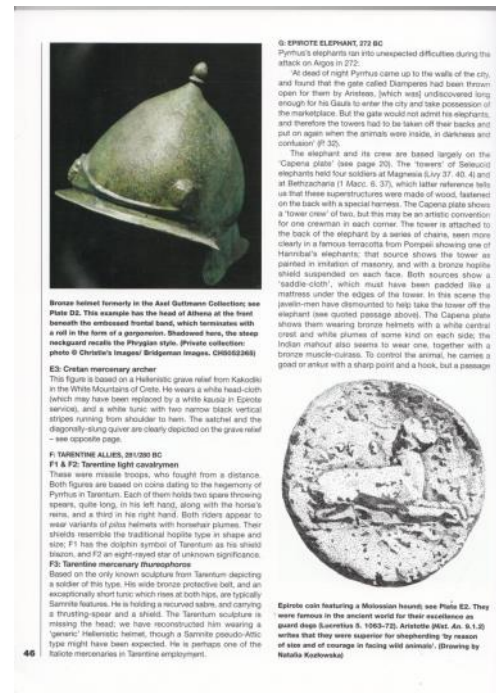 Bronze helmet formerly in the Axel Guttmann Collection; see
Plate D2. This example has the head of Athena at the front
beneath the embossed frontal band, which terminates with
a roll in the form of a gorgoneion. Shadowed here, the steep
neckguard recalls the Phrygian style. (Private collection:
photo © Christie's Images/ Bridgeman Images. CH5052365)
E3: Cretan mercenary archer
This figure is based on a Hellenistic grave relief from Kakodiki
in the White Mountains of Crete. He wears a white head-cloth
(which may have been replaced by a white kausia in Epirote
service), and a white tunic with two narrow black vertical
stripes running from shoulder to hem. The satchel and the
diagonally-slung quiver are clearly depicted on the grave relief
– see opposite page.
F: TARENTINE ALLIES, 281/280 BC
F1 & F2: Tarentine light cavalrymen
These were missile troops, who fought from a distance.
Both figures are based on coins dating to the hegemony of
Pyrrhus in Tarentum. Each of them holds two spare throwing
spears, quite long, in his left hand, along with the horse's
reins, and a third in his right hand. Both riders appear to
wear variants of pilos helmets with horsehair plumes. Their
shields resemble the traditional hoplite type in shape and
size; F1 has the dolphin symbol of Tarentum as his shield
blazon, and F2 an eight-rayed star of unknown significance.
F3: Tarentine mercenary thureophoros
Based on the only known sculpture from Tarentum depicting
a soldier of this type. His wide bronze protective belt, and an
exceptionally short tunic which rises at both hips, are typically
Samnite features. He is holding a recurved sabre, and carrying
a thrusting-spear and a shield. The Tarentum sculpture is
missing the head; we have reconstructed him wearing a
'generic' Hellenistic helmet, though a Samnite pseudo-Attic
type might have been expected. He is perhaps one of the
Italiote mercenaries in Tarentine employment.
46
G: EPIROTE ELEPHANT, 272 BC
Pyrrhus's elephants ran into unexpected difficulties during the
attack on Argos in 272:
'At dead of night Pyrrhus came up to the walls of the city,
and found that the gate called Diamperes had been thrown
open for them by Aristeas, [which was] undiscovered long
enough for his Gauls to enter the city and take possession of
the marketplace. But the gate would not admit his elephants,
and therefore the towers had to be taken off their backs and
put on again when the animals were inside, in darkness and
confusion' (P. 32).
The elephant and its crew are based largely on the
'Capena plate' (see page 20). The 'towers' of Seleucid
elephants held four soldiers at Magnesia (Livy 37. 40. 4) and
at Bethzacharia (1 Macc. 6. 37), which latter reference tells
us that these superstructures were made of wood, fastened
on the back with a special harness. The Capena plate shows
a 'tower crew' of two, but this may be an artistic convention
for one crewman in each corner. The tower is attached to
the back of the elephant by a series of chains, seen more
clearly in a famous terracotta from Pompeii showing one of
Hannibal's elephants; that source shows the tower as
painted in imitation of masonry, and with a bronze hoplite
shield suspended on each face. Both sources show a
'saddle-cloth', which must have been padded like a
mattress under the edges of the tower. In this scene the
javelin-men have dismounted to help take the tower off the
elephant (see quoted passage above). The Capena plate
shows them wearing bronze helmets with a white central
crest and white plumes of some kind on each side; the
Indian mahout also seems to wear one, together with a
bronze muscle-cuirass. To control the animal, he carries a
goad or ankus with a sharp point and a hook, but a passage
Epirote coin featuring a Molossian hound; see Plate E2. They
were famous in the ancient world for their excellence as
guard dogs (Lucretius 5. 1063–72). Aristotle (Hist. An. 9.1.2)
writes that they were superior for shepherding 'by reason
of size and of courage in facing wild animals'. (Drawing by
Natalia Kozlowska)